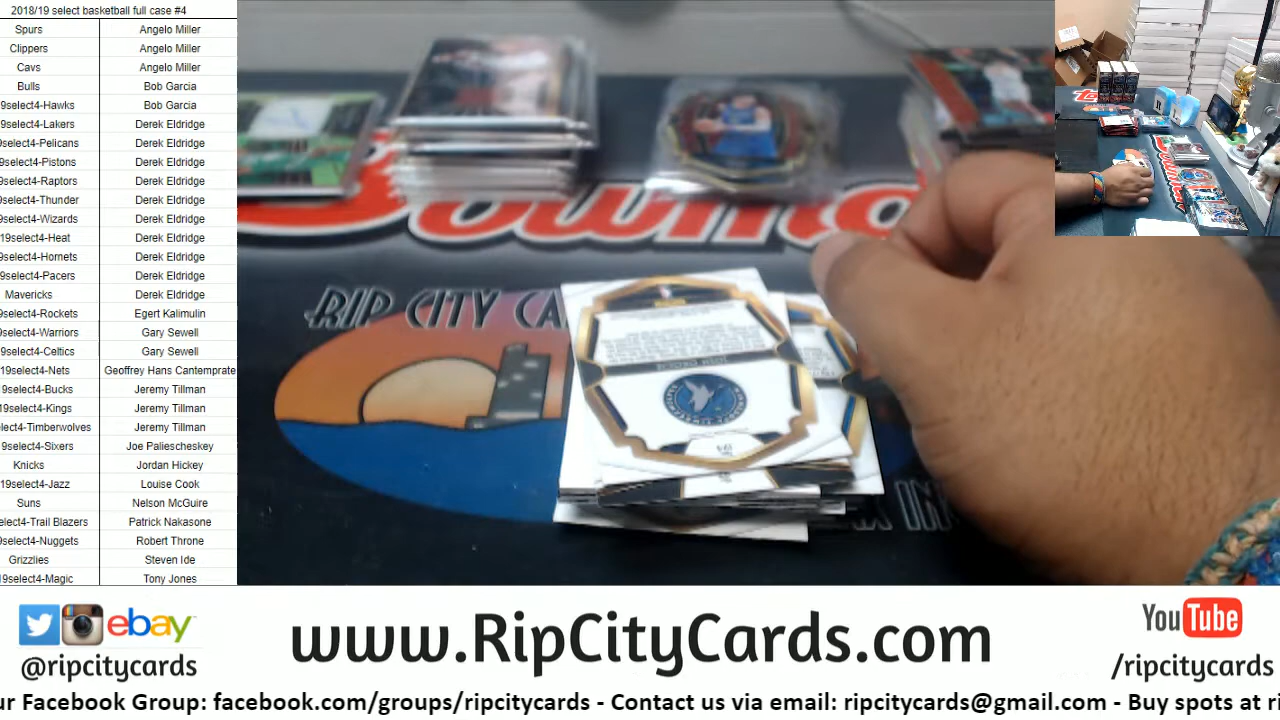 2018/19 select basketball full case #4
Spurs Angelo Miller
Clippers Angelo Miller
Cavs Angelo Miller
Bulls Bob Garcia
9select4-Hawks Bob Garcia
9select4-Lakers Derek Eldridge
9select4-Pelicans Derek Eldridge
9select4-Pistons Derek Eldridge
9select4-Raptors Derek Eldridge
9select4-Thunder Derek Eldridge
9select4-Wizards Derek Eldridge
19select4-Heat Derek Eldridge
9select4-Hornets Derek Eldridge
9select4-Pacers Derek Eldridge
Mavericks Derek Eldridge
9select4-Rockets Egert Kalimulin
9select4-Warriors Gary Sewell
9select4-Celtics Gary Sewell
19select4-Nets Geoffrey Hans Cantemprate
9select4-Bucks Jeremy Tillman
9select4-Kings Jeremy Tillman
elect4-Timberwolves Jeremy Tillman
9select4-Sixers Joe Paliescheskey
Knicks Jordan Hickey
19select4-Jazz Louise Cook
Suns Nelson McGuire
elect4-Trail Blazers Patrick Nakasone
9select4-Nuggets Robert Throne
Grizzlies Steven Ide
19select4-Magic Tony Jones
Bowma
RIP CITY CA
ebay
@ripcitycards
www.RipCityCards.com
YouTube
/ripcitycards
ur Facebook Group: facebook.com/groups/ripcitycards - Contact us via email: ripcitycards@gmail.com - Buy spots at ri